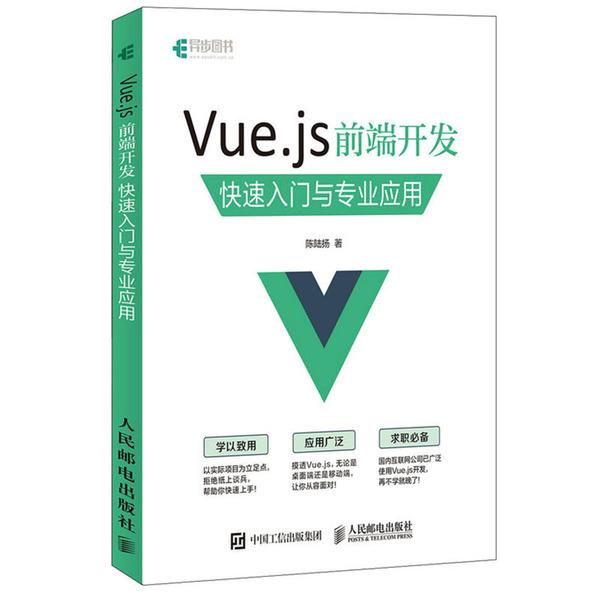 异步图书
www.epubit.com.cn
Vue.js 前端开发
快速入门与专业应用
陈陆扬 著
学以致用
以实际项目为立足点，
拒绝纸上谈兵，
帮助你快速上手！
应用广泛
摸透Vue.js，无论是
桌面端还是移动端，
让你从容面对！
求职必备
国内互联网公司已广泛
使用Vue.js开发，
再不学就晚了！
中国工信出版集团
人民邮电出版社
POSTS & TELECOM PRESS
Vue.js 前端开发 快速入门与专业应用
人民邮电出版社